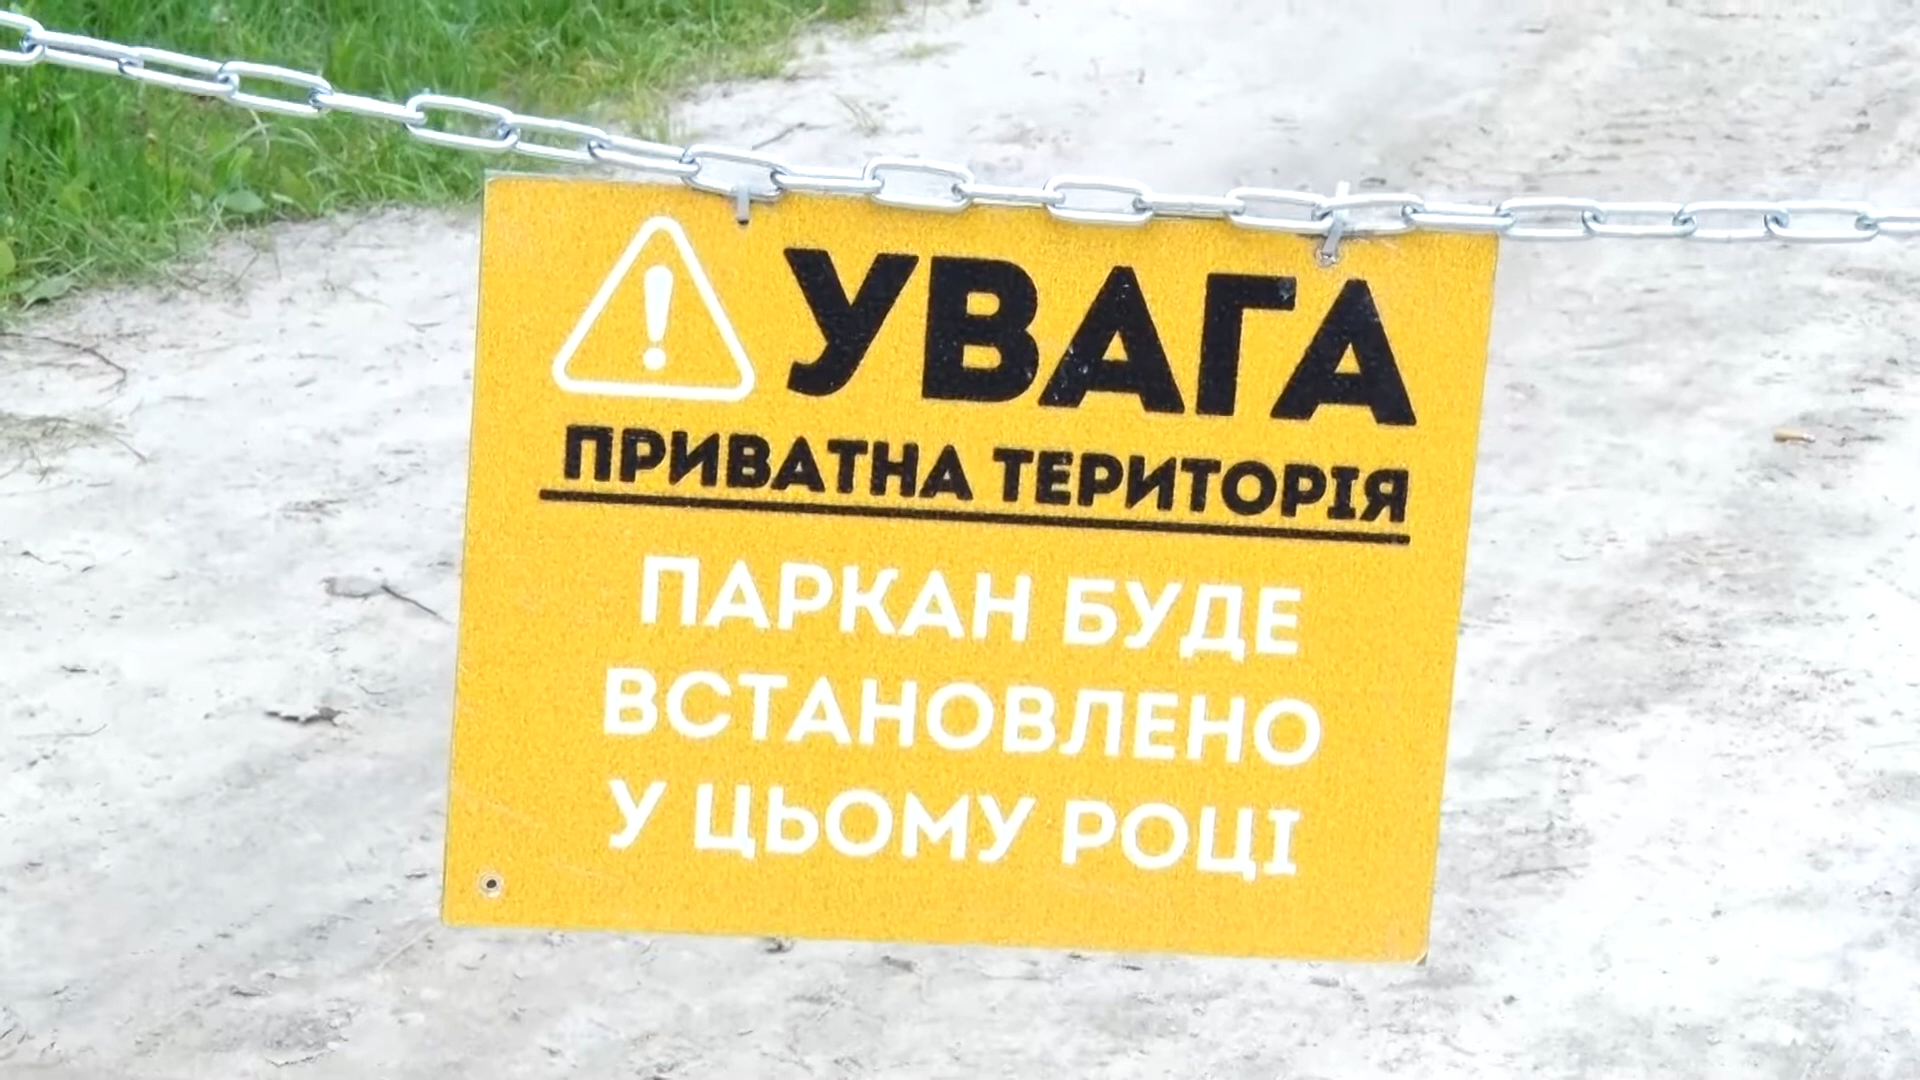 УВАГА
ПРИВАТНА ТЕРИТОРІЯ
ПАРКАН БУДЕ
ВСТАНОВЛЕНО
У ЦЬОМУ РОЦІ